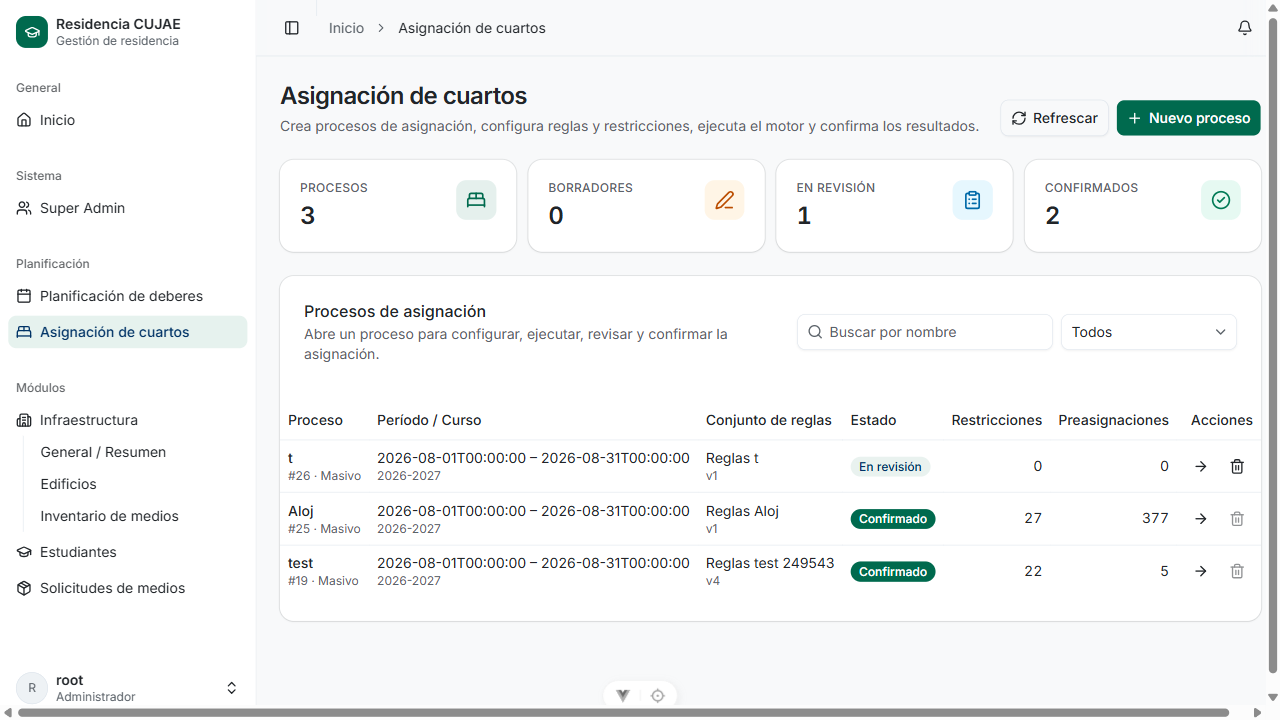 Residencia CUJAE
Gestión de residencia
General
Inicio
Sistema
Super Admin
Planificación
Planificación de deberes
Asignación de cuartos
Módulos
Infraestructura
General / Resumen
Edificios
Inventario de medios
Estudiantes
Solicitudes de medios
R
root
Administrador
Inicio > Asignación de cuartos
Asignación de cuartos
Crea procesos de asignación, configura reglas y restricciones, ejecuta el motor y confirma los resultados.
Refrescar
+ Nuevo proceso
PROCESOS
3
BORRADORES
0
EN REVISIÓN
1
CONFIRMADOS
2
Procesos de asignación
Abre un proceso para configurar, ejecutar, revisar y confirmar la
asignación.
Buscar por nombre
Todos
Proceso Período / Curso Conjunto de reglas Estado Restricciones Preasignaciones Acciones
t 2026-08-01T00:00:00 – 2026-08-31T00:00:00 Reglas t En revisión 0 0
#26 · Masivo 2026-2027 v1
Aloj 2026-08-01T00:00:00 – 2026-08-31T00:00:00 Reglas Aloj Confirmado 27 377
#25 · Masivo 2026-2027 v1
test 2026-08-01T00:00:00 – 2026-08-31T00:00:00 Reglas test 249543 Confirmado 22 5
#19 · Masivo 2026-2027 v4